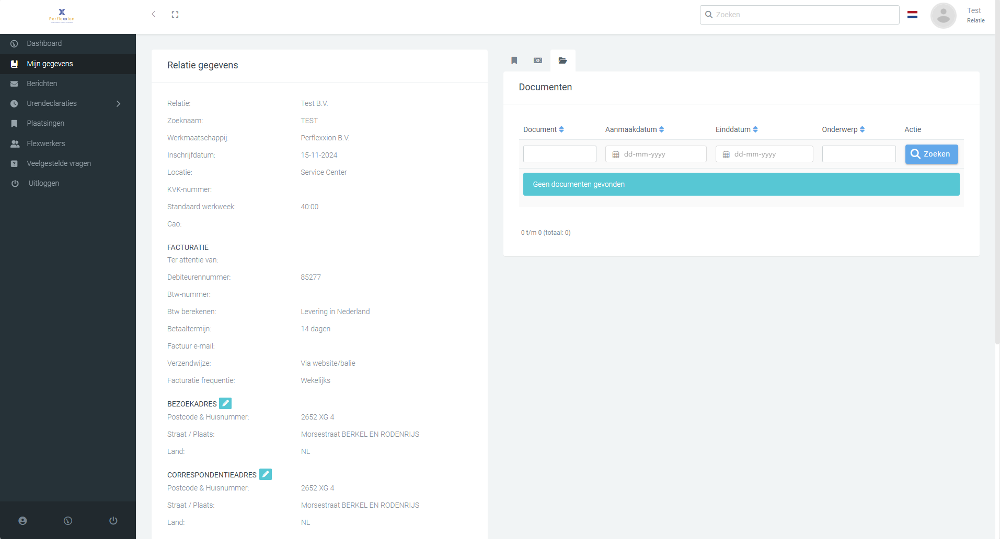 Perflexxion
Zoeken
Test
Relatie
Dashboard
Mijn gegevens
Berichten
Urendeclaraties
Plaatsingen
Flexwerkers
Veelgestelde vragen
Uitloggen
Relatie gegevens
Relatie: Test B.V.
Zoeknaam: TEST
Werkmaatschappij: Perflexxion B.V.
Inschrijfdatum: 15-11-2024
Locatie: Service Center
KVK-nummer:
Standaard werkweek: 40:00
Cao:
FACTURATIE
Ter attentie van:
Debiteurennummer: 85277
Btw-nummer:
Btw berekenen: Levering in Nederland
Betaaltermijn: 14 dagen
Factuur e-mail:
Verzendwijze: Via website/balie
Facturatie frequentie: Wekelijks
BEZOEKADRES
Postcode & Huisnummer: 2652 XG 4
Straat / Plaats: Morsestraat BERKEL EN RODENRIJS
Land: NL
CORRESPONDENTIEADRES
Postcode & Huisnummer: 2652 XG 4
Straat / Plaats: Morsestraat BERKEL EN RODENRIJS
Land: NL
Documenten
Document Aanmaakdatum Einddatum Onderwerp Actie
dd-mm-yyyy dd-mm-yyyy Zoeken
Geen documenten gevonden
0 t/m 0 (totaal: 0)